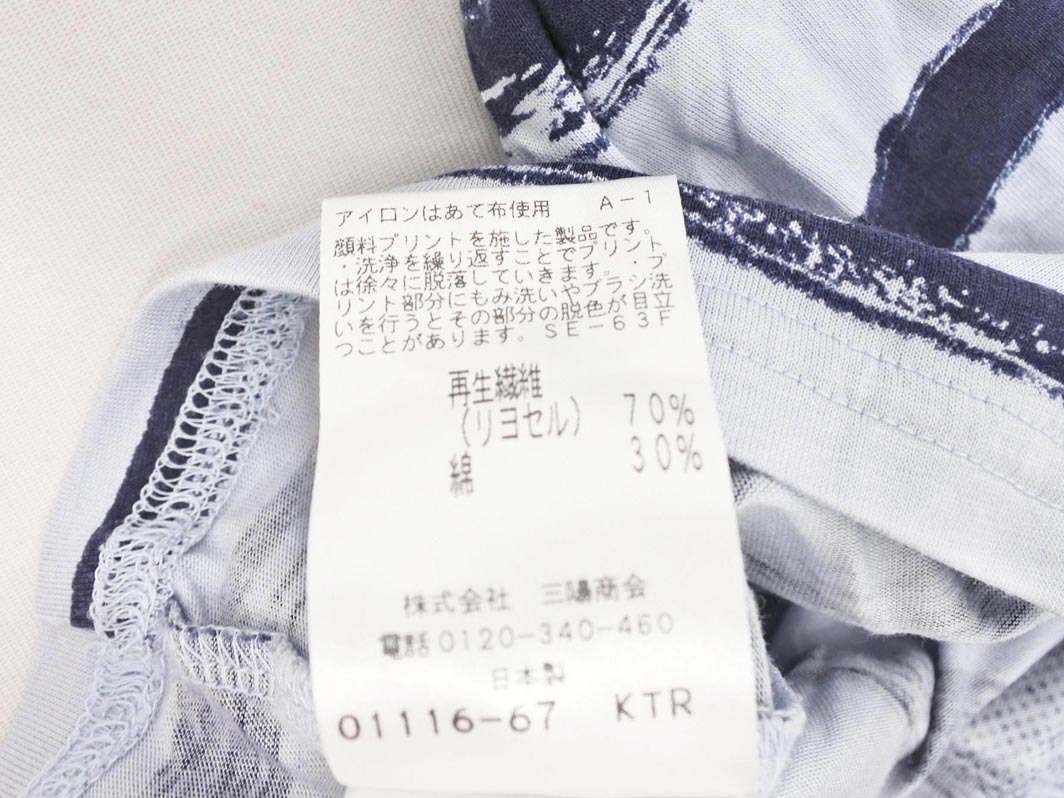 アイロンはあて布使用　A－1
顔料プリントを施した製品です。
・洗浄を繰り返すことでプリント
は徐々に脱落していきます。・プ
リント部分にもみ洗いやブラシ洗
いを行うとその部分の脱色が目立
つことがあります。SE－63F
再生繊維
（リヨセル）　70%
綿　30%
株式会社　三陽商会
電話0120-340-460
日本製
01116-67　KTR